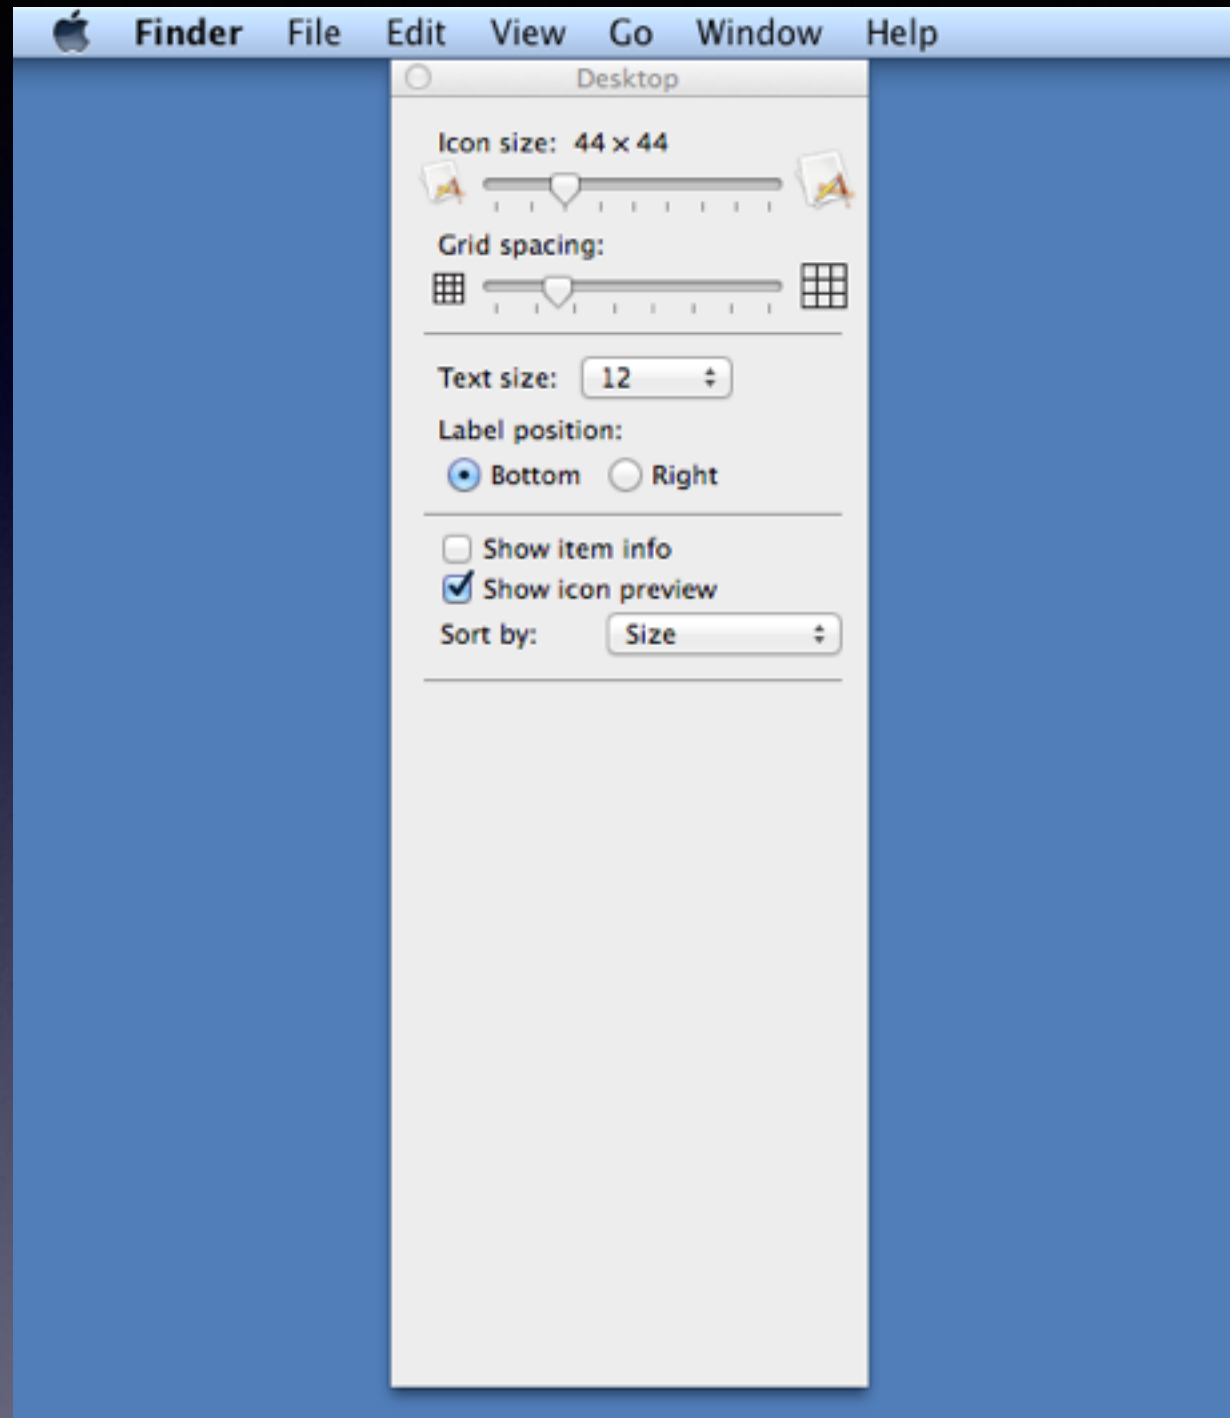 Finder File Edit View Go Window Help
Desktop
Icon size: 44 × 44
Grid spacing:
Text size: 12
Label position:
Bottom Right
Show item info
Show icon preview
Sort by: Size